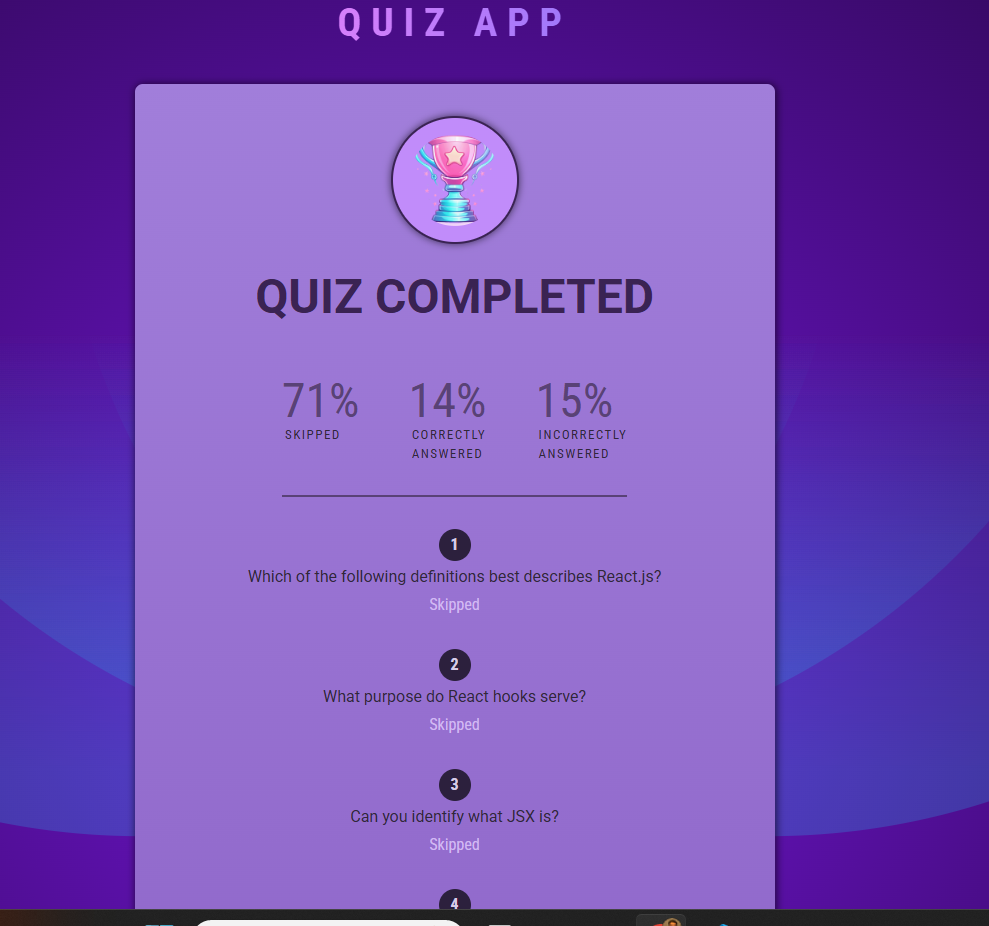 QUIZ APP
QUIZ COMPLETED
71% 14% 15%
SKIPPED CORRECTLY INCORRECTLY
ANSWERED ANSWERED
1
Which of the following definitions best describes React.js?
Skipped
2
What purpose do React hooks serve?
Skipped
3
Can you identify what JSX is?
Skipped
4